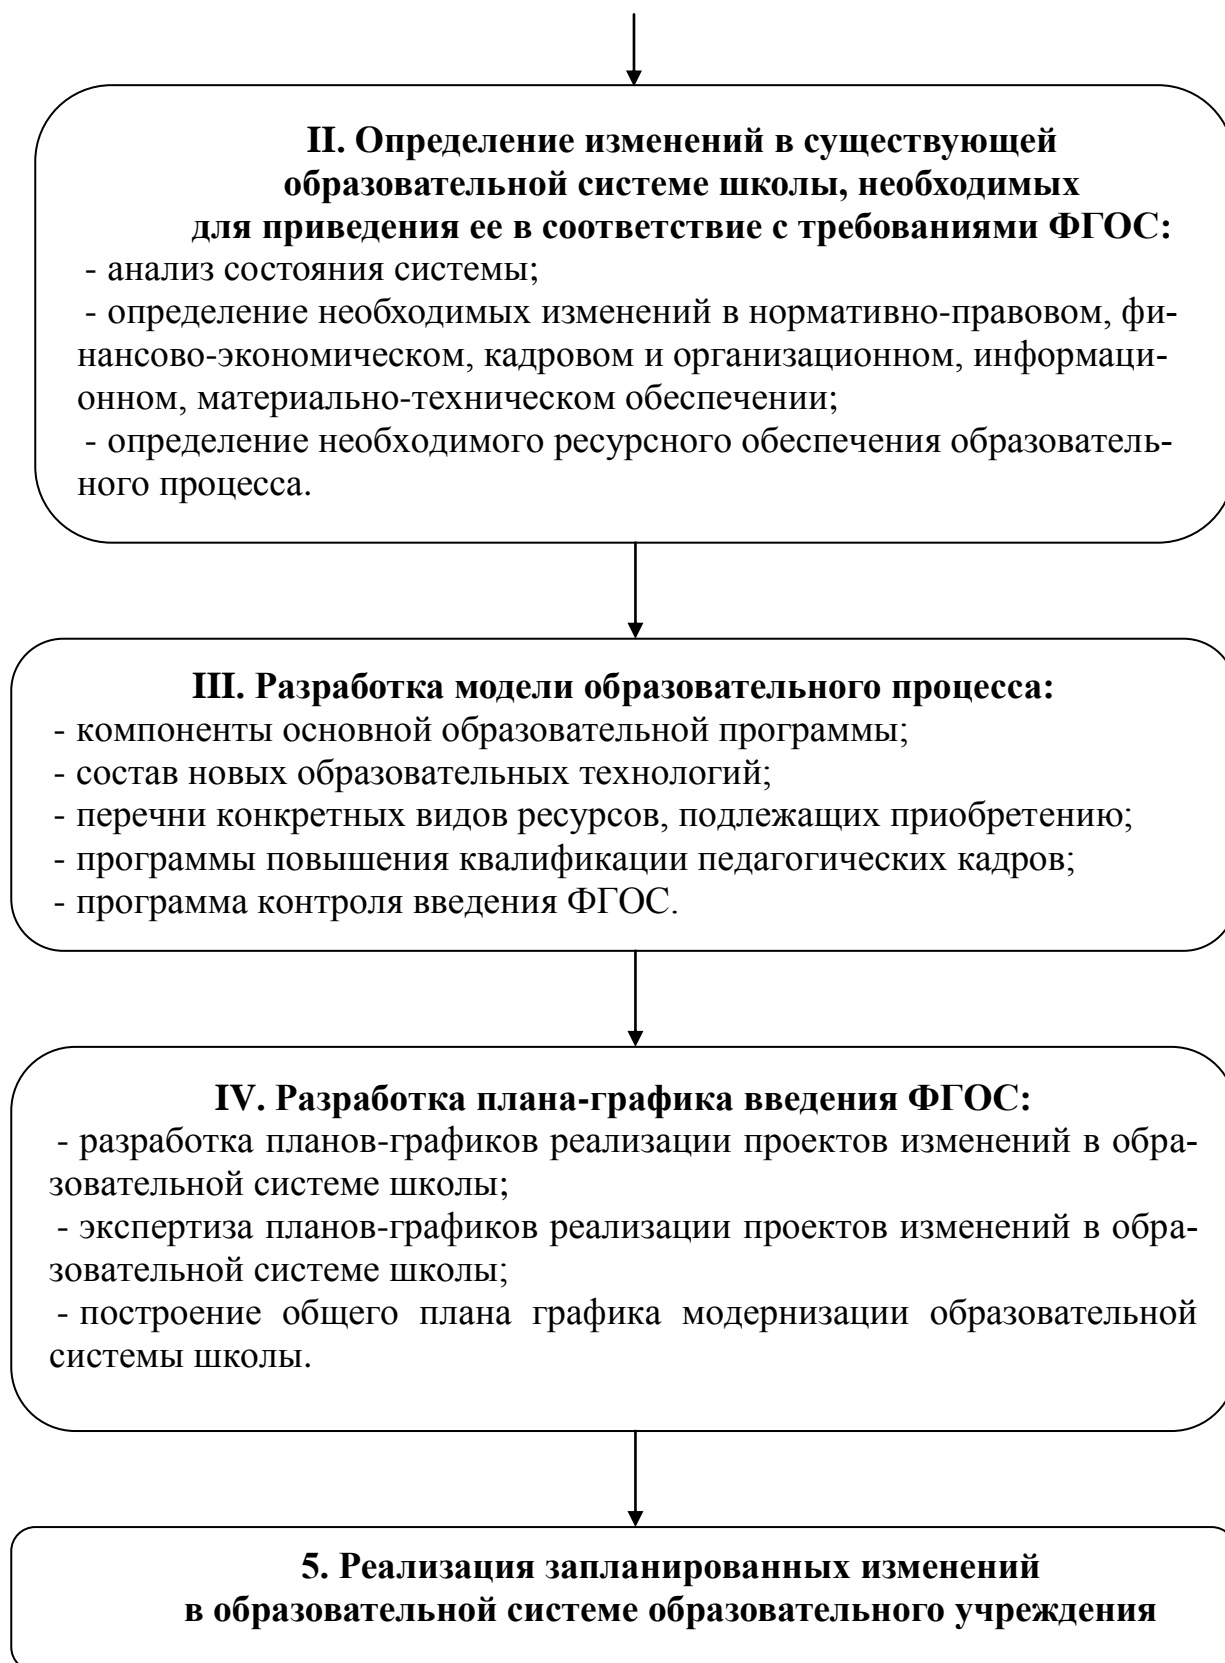 II. Определение изменений в существующей
образовательной системе школы, необходимых
для приведения ее в соответствие с требованиями ФГОС:
- анализ состояния системы;
- определение необходимых изменений в нормативно-правовом, фи-
нансово-экономическом, кадровом и организационном, информаци-
онном, материально-техническом обеспечении;
- определение необходимого ресурсного обеспечения образователь-
ного процесса.
III. Разработка модели образовательного процесса:
- компоненты основной образовательной программы;
- состав новых образовательных технологий;
- перечни конкретных видов ресурсов, подлежащих приобретению;
- программы повышения квалификации педагогических кадров;
- программа контроля введения ФГОС.
IV. Разработка плана-графика введения ФГОС:
- разработка планов-графиков реализации проектов изменений в обра-
зовательной системе школы;
- экспертиза планов-графиков реализации проектов изменений в обра-
зовательной системе школы;
- построение общего плана графика модернизации образовательной
системы школы.
5. Реализация запланированных изменений
в образовательной системе образовательного учреждения